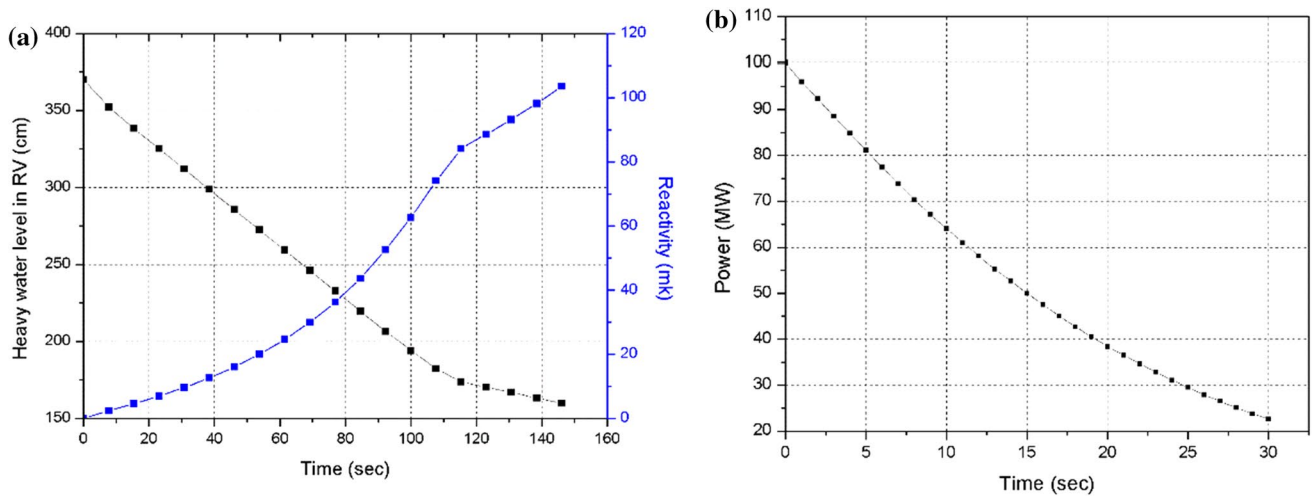 (a)
400
350
300
250
200
150
Heavy water level in RV (cm)
0 20 40 60 80 100 120 140 160
Time (sec)
120
100
80
60
40
20
0
Reactivity (mk)
(b)
110
100
90
80
70
60
50
40
30
20
Power (MW)
0 5 10 15 20 25 30
Time (sec)